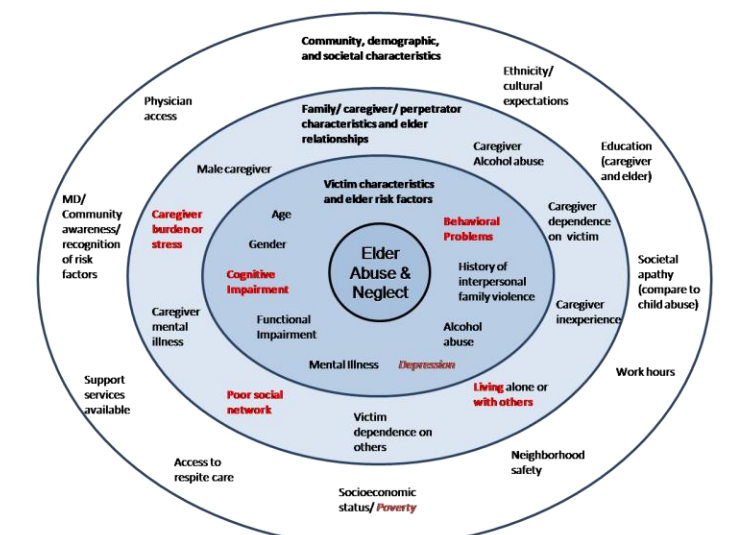 Community, demographic,
and societal characteristics
Ethnicity/
cultural
expectations
Physician
access
Family/ caregiver/ perpetrator
characteristics and elder
relationships
Caregiver
Alcohol abuse
Education
(caregiver
and elder)
Male caregiver
Victim characteristics
and elder risk factors
MD/
Community
awareness/
recognition
of risk
factors
Caregiver
burden or
stress
Age
Behavioral
Problems
Caregiver
dependence
on victim
Gender
Elder
Abuse &
Neglect
Cognitive
Impairment
History of
interpersonal
family violence
Societal
apathy
(compare to
child abuse)
Caregiver
mental
illness
Functional
Impairment
Alcohol
abuse
Caregiver
inexperience
Mental Illness
Depression
Work hours
Support
services
available
Poor social
network
Living alone or
with others
Victim
dependence on
others
Access to
respite care
Neighborhood
safety
Socioeconomic
status/ Poverty